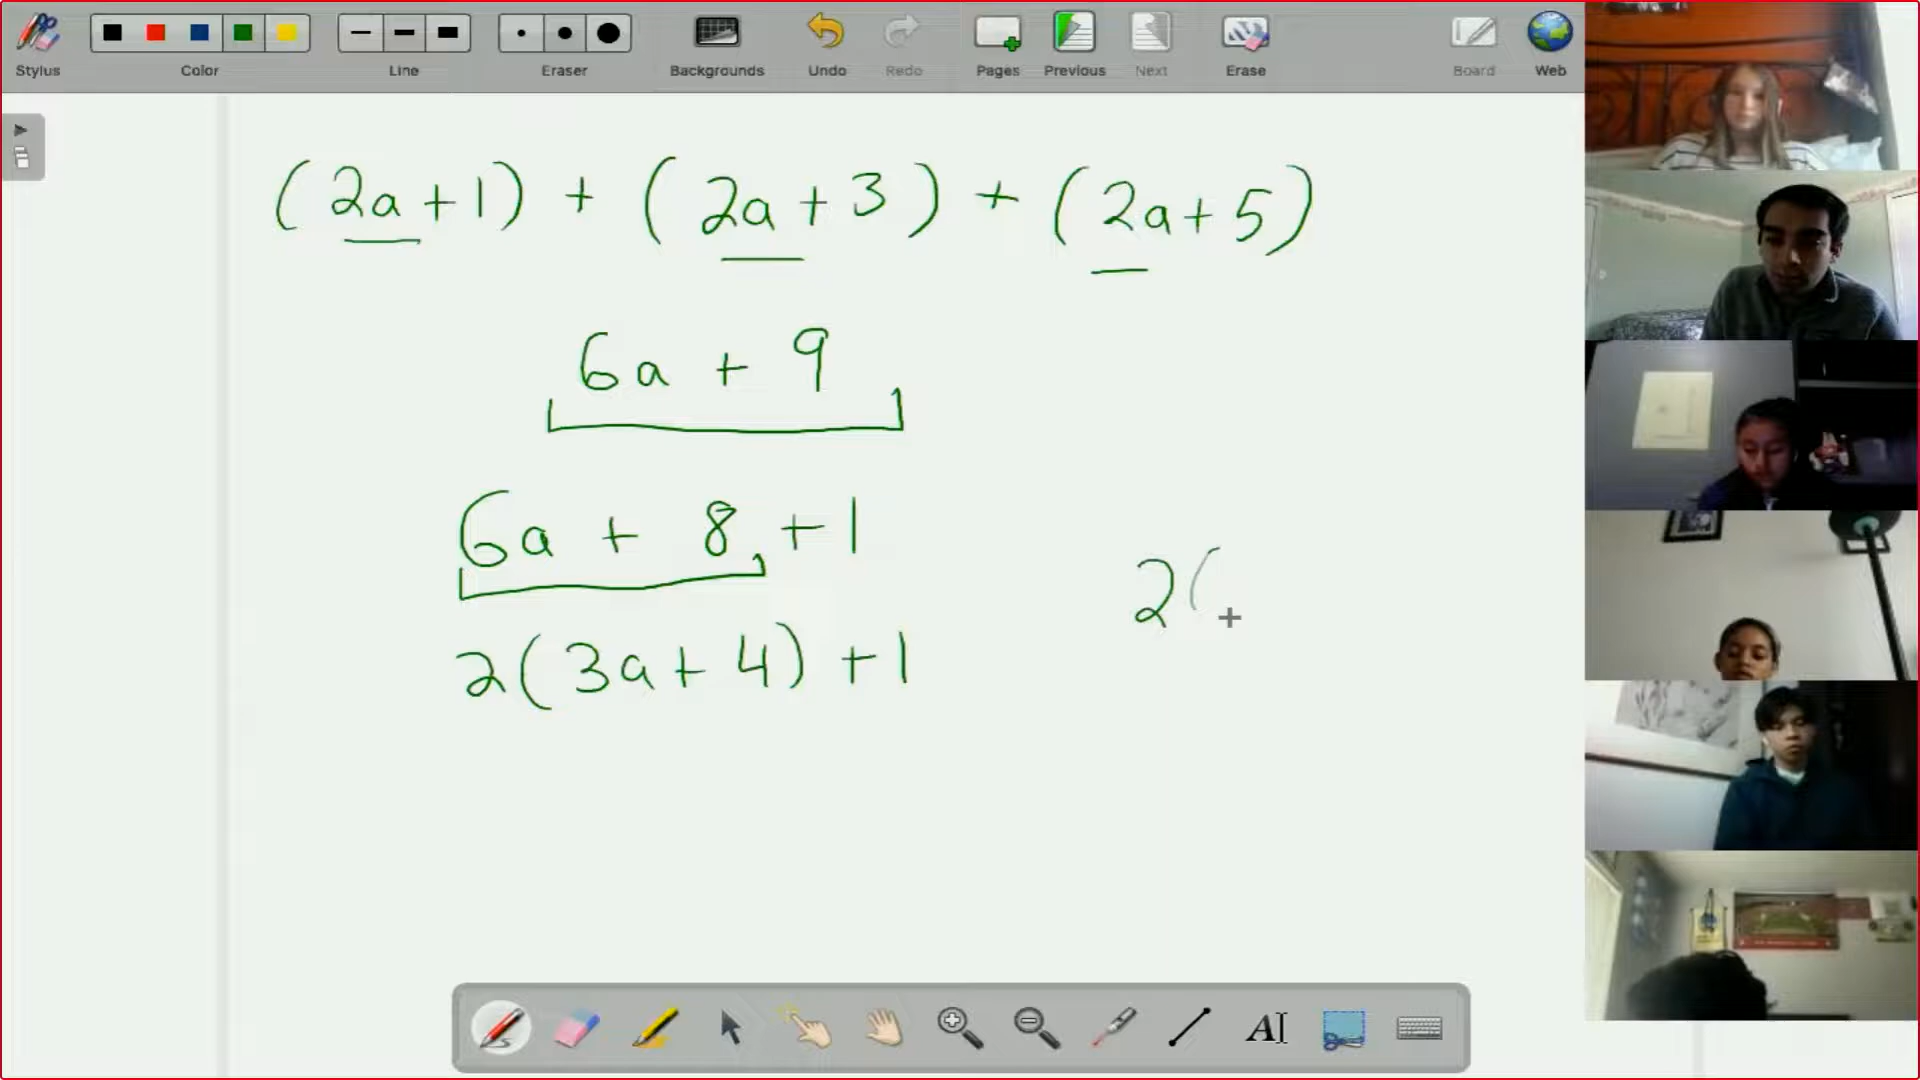 Stylus Color Line Eraser Backgrounds Undo Redo Pages Previous Next Erase Board Web
(2a+1) + (2a+3) + (2a+5)
6a + 9
6a + 8 +1
2(
2(3a+4)+1
AI